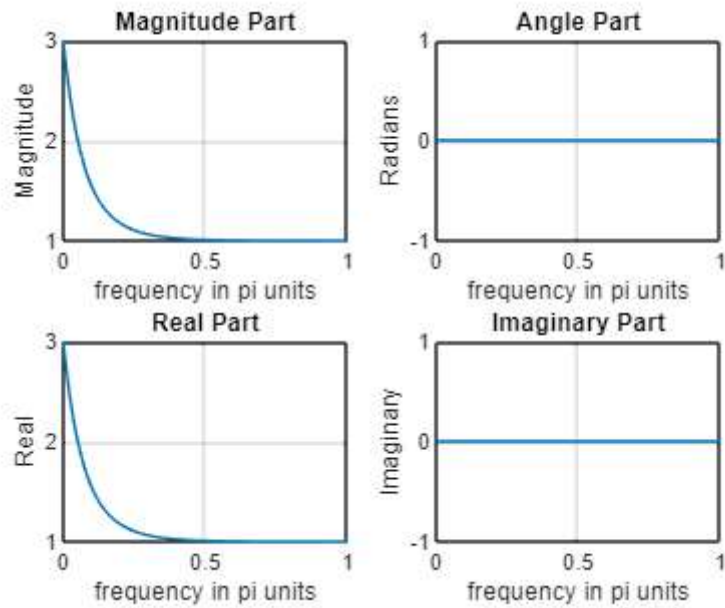 Magnitude Part
3
2
1
Magnitude
0
0.5
1
frequency in pi units
Angle Part
1
0
-1
Radians
0
0.5
1
frequency in pi units
Real Part
3
2
1
Real
0
0.5
1
frequency in pi units
Imaginary Part
1
0
-1
Imaginary
0
0.5
1
frequency in pi units